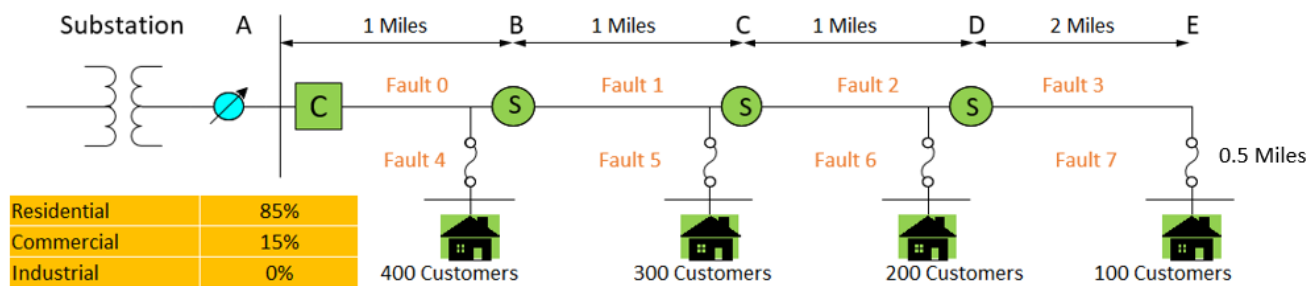 Substation A B C D E
1 Miles 1 Miles 1 Miles 2 Miles
Fault 0 Fault 1 Fault 2 Fault 3
C S S S
Fault 4 Fault 5 Fault 6 Fault 7 0.5 Miles
Residential 85%
Commercial 15%
Industrial 0%
400 Customers 300 Customers 200 Customers 100 Customers